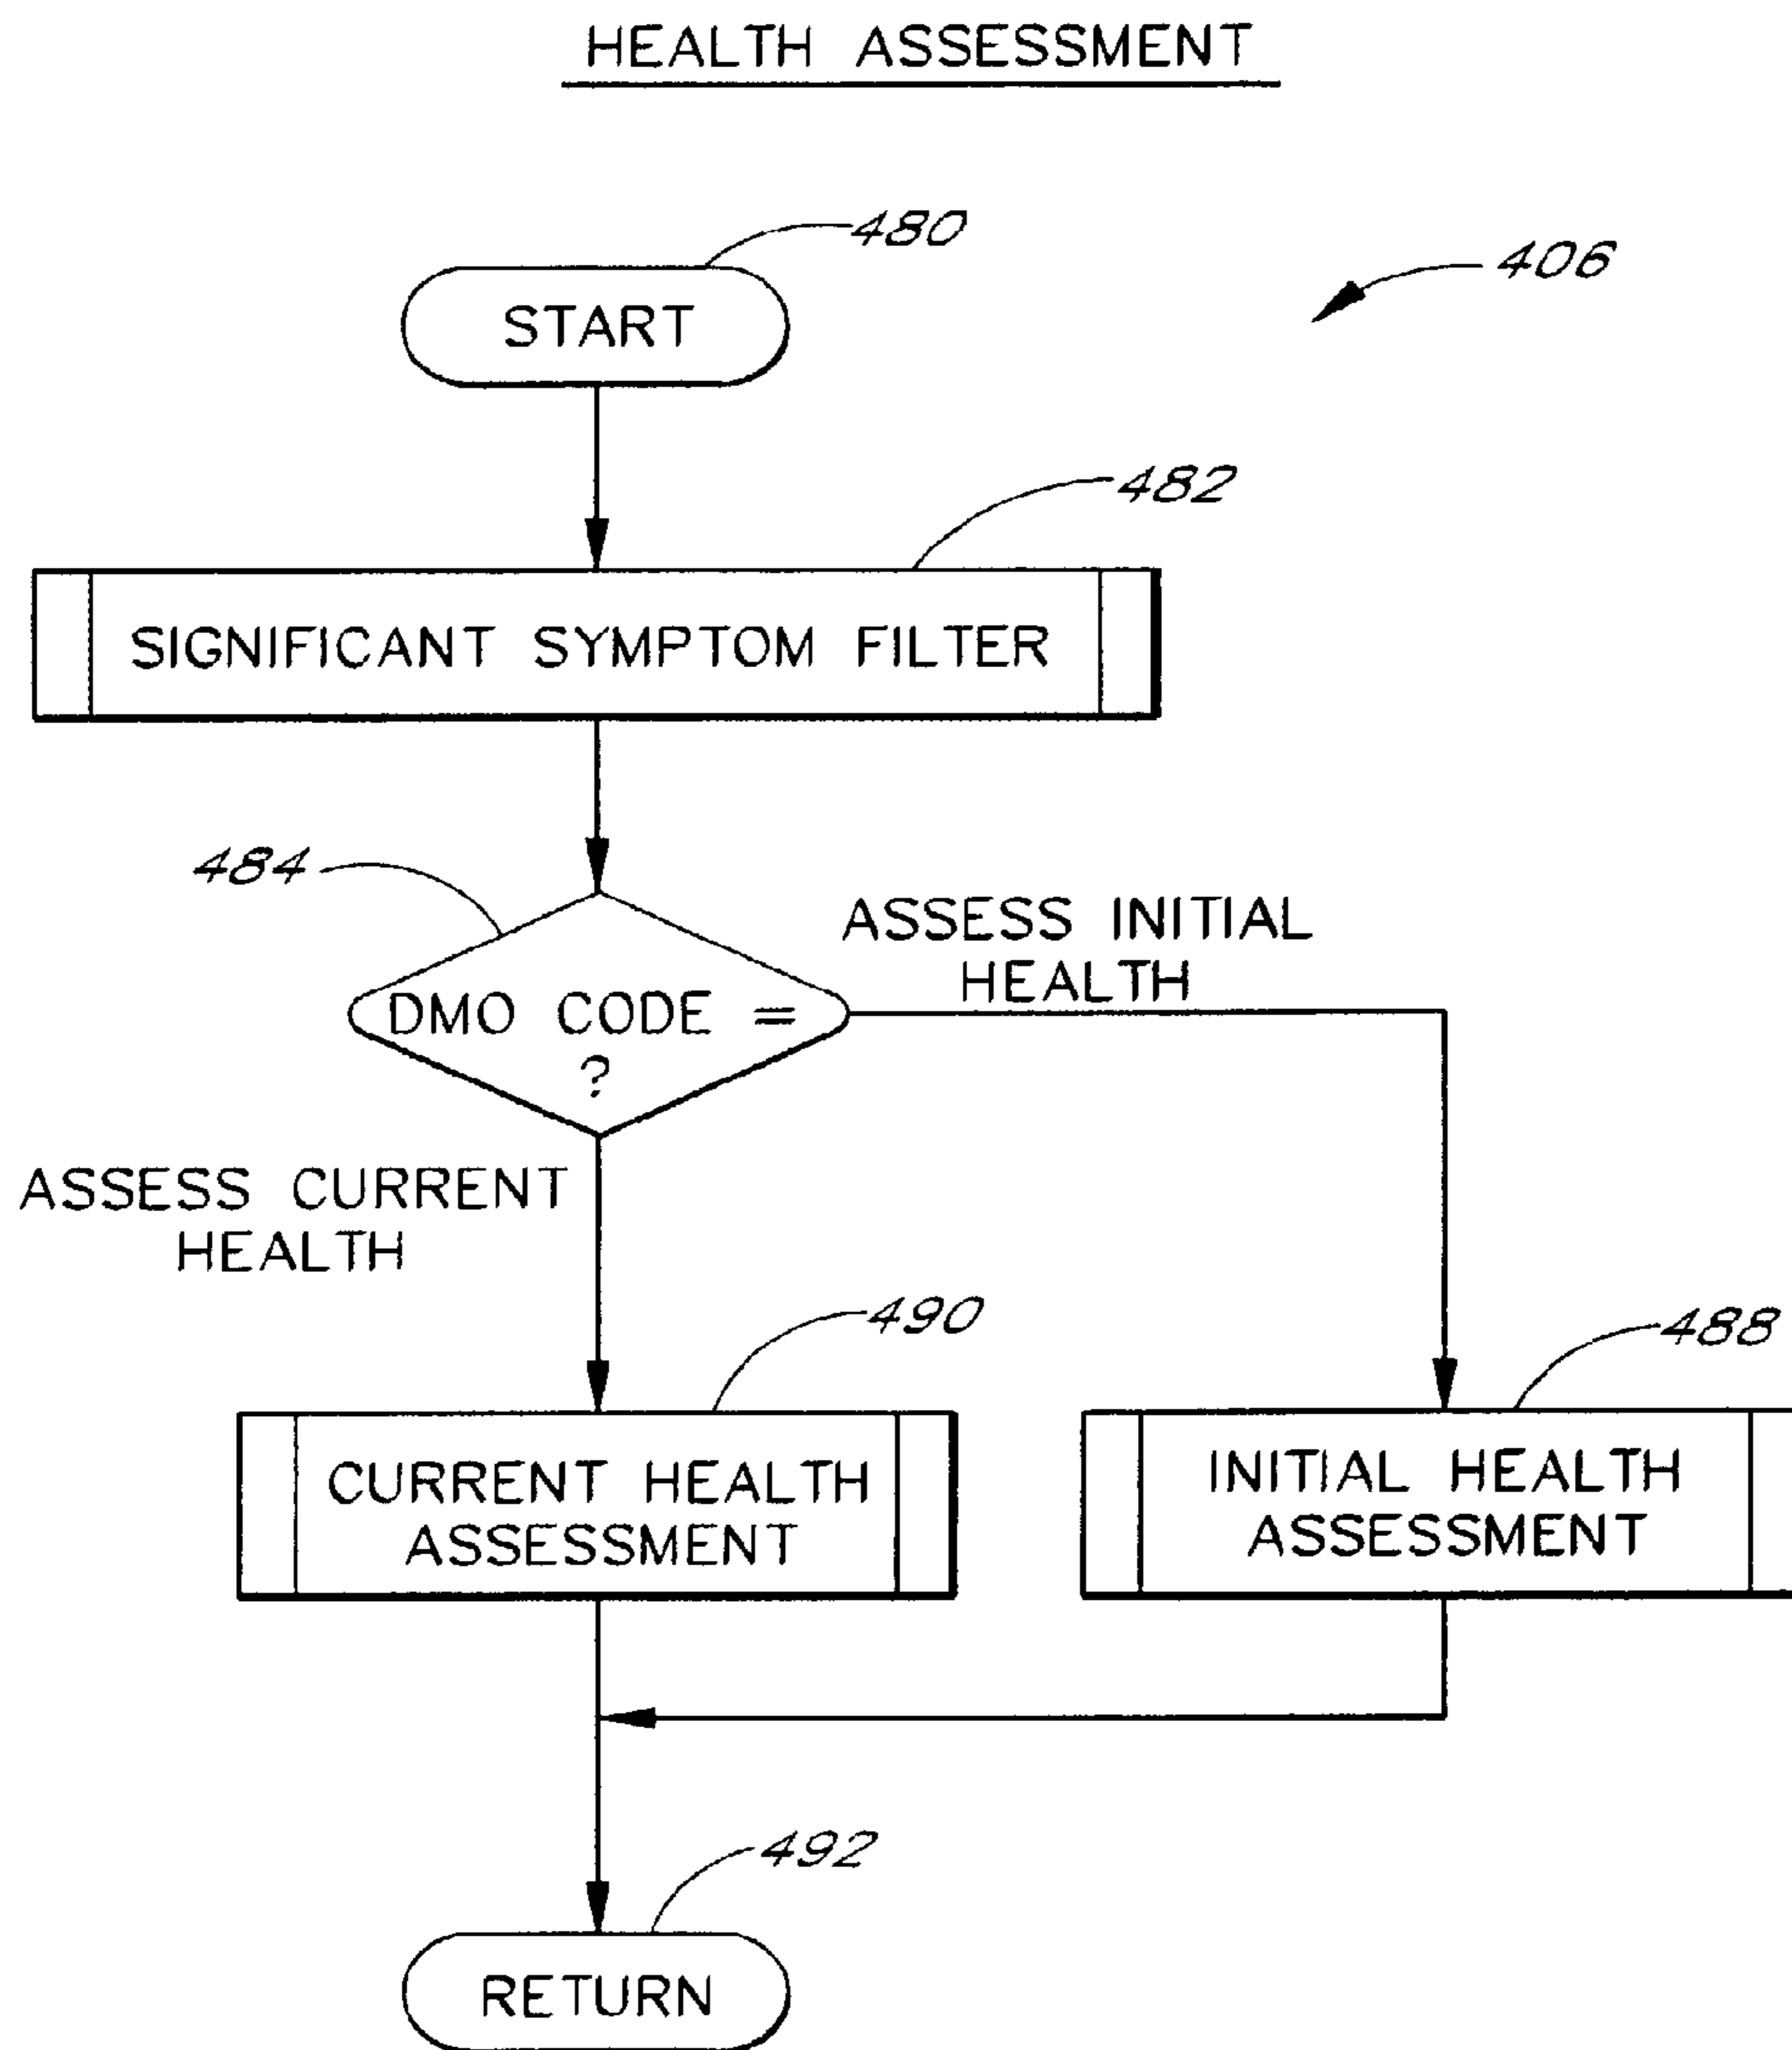 HEALTH ASSESSMENT
480
406
START
482
SIGNIFICANT SYMPTOM FILTER
484
ASSESS INITIAL
HEALTH
DMO CODE =
?
ASSESS CURRENT
HEALTH
490
488
CURRENT HEALTH
ASSESSMENT
INITIAL HEALTH
ASSESSMENT
492
RETURN